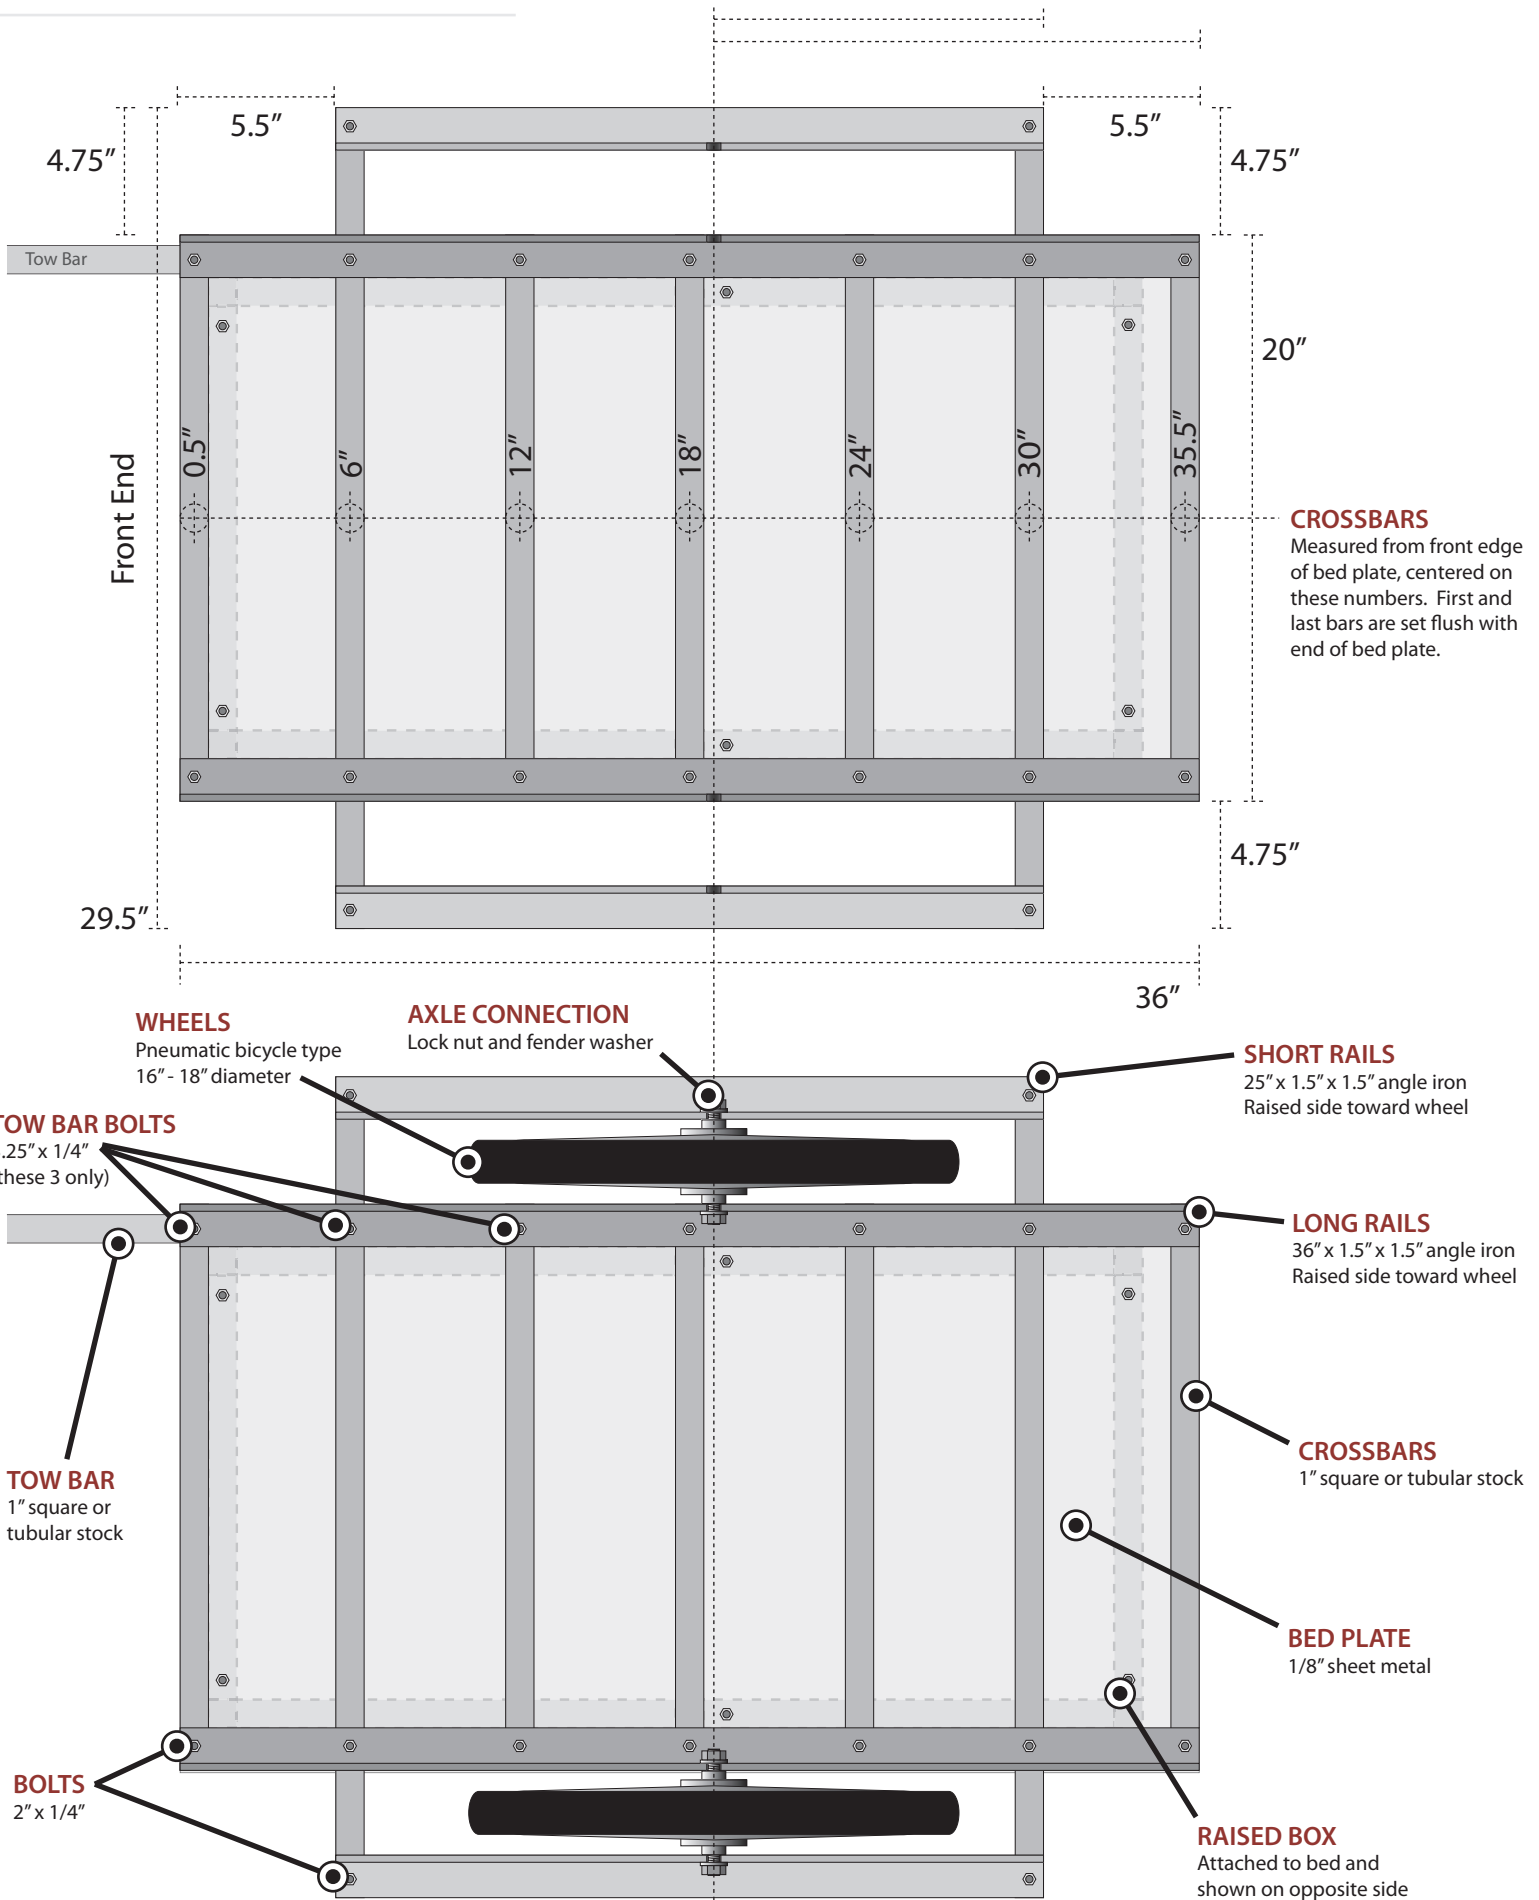 5.5”
5.5”
4.75”
4.75”
Tow Bar
20”
0.5”
6”
12”
18”
24”
30”
35.5”
Front End
CROSSBARS
Measured from front edge
of bed plate, centered on
these numbers. First and
last bars are set flush with
end of bed plate.
4.75”
29.5”
36”
WHEELS
Pneumatic bicycle type
16” - 18” diameter
AXLE CONNECTION
Lock nut and fender washer
SHORT RAILS
25” x 1.5” x 1.5” angle iron
Raised side toward wheel
TOW BAR BOLTS
.25” x 1/4”
these 3 only)
LONG RAILS
36” x 1.5” x 1.5” angle iron
Raised side toward wheel
TOW BAR
1” square or
tubular stock
CROSSBARS
1” square or tubular stock
BED PLATE
1/8” sheet metal
BOLTS
2” x 1/4”
RAISED BOX
Attached to bed and
shown on opposite side